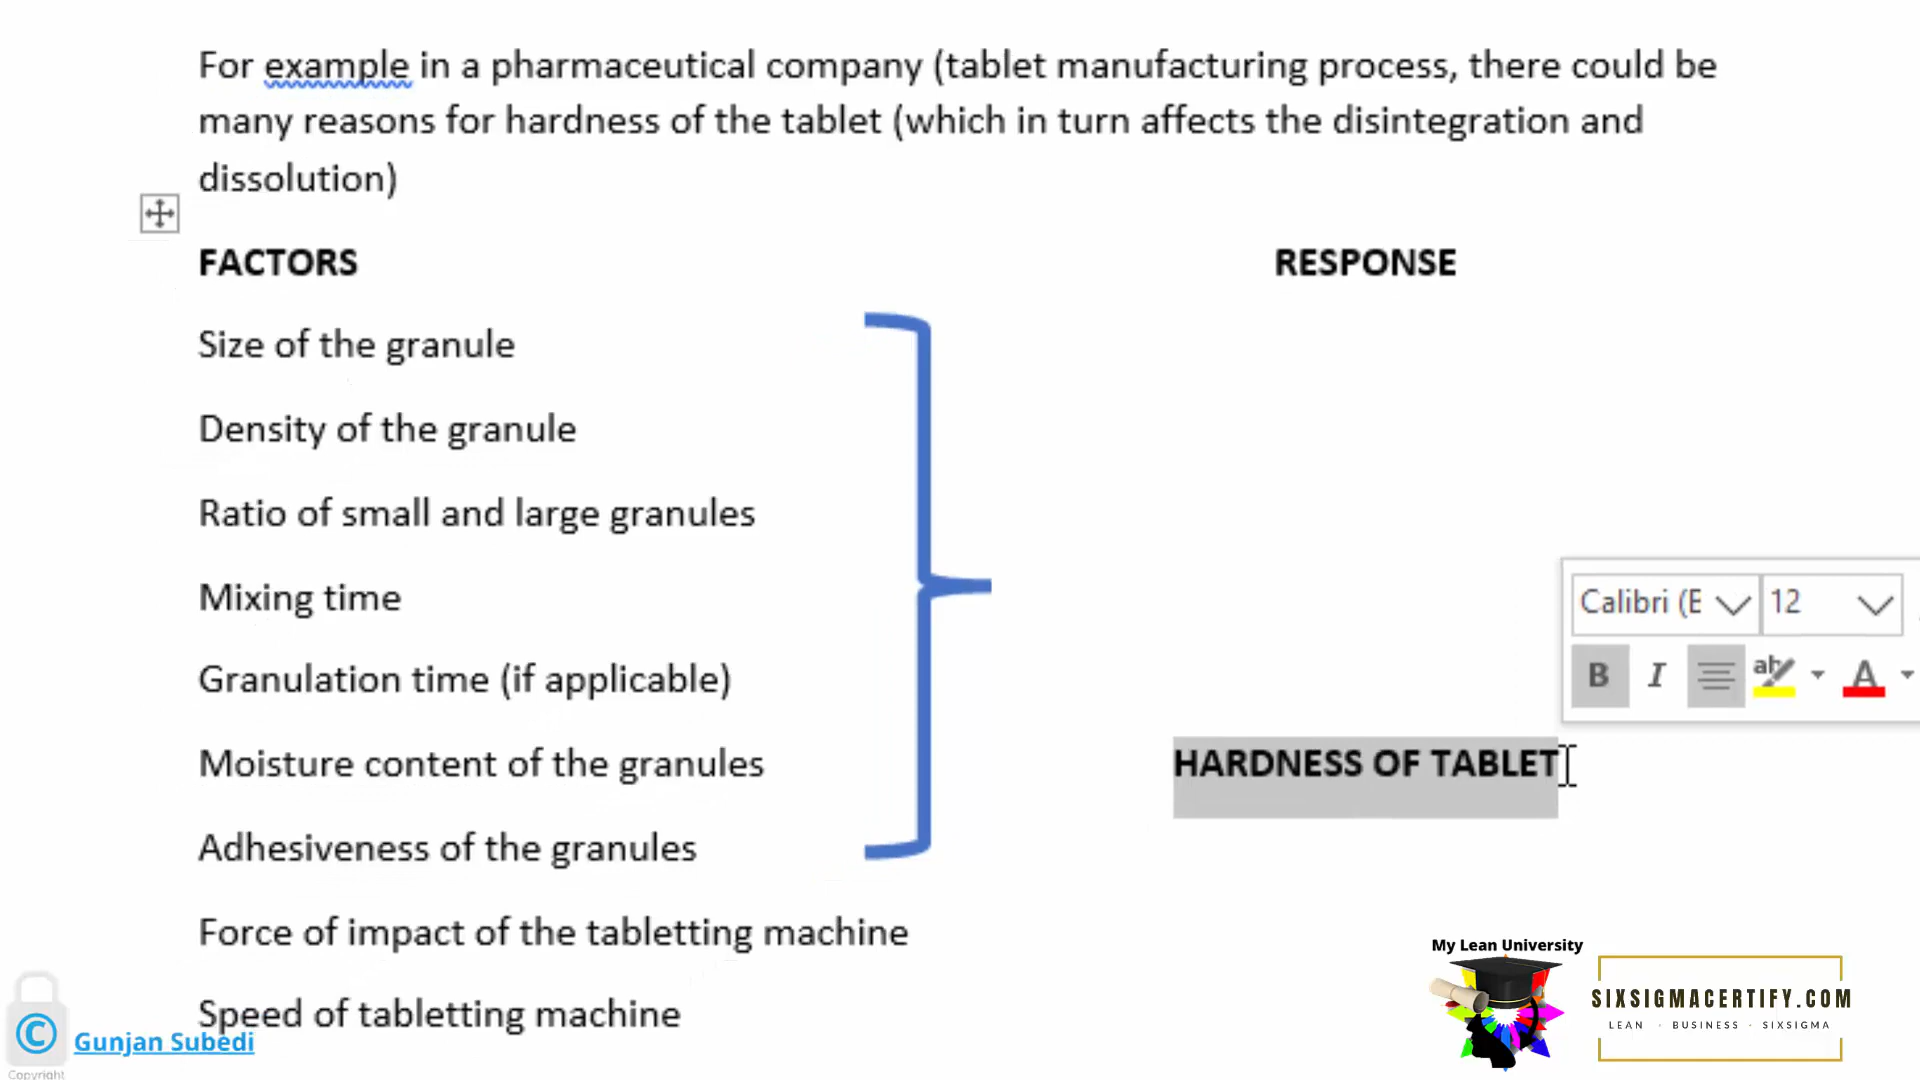 For example in a pharmaceutical company (tablet manufacturing process, there could be
many reasons for hardness of the tablet (which in turn affects the disintegration and
dissolution)
FACTORS
RESPONSE
Size of the granule
Density of the granule
Ratio of small and large granules
Mixing time
Calibri (E
12
Granulation time (if applicable)
B I ab A
Moisture content of the granules
HARDNESS OF TABLET
Adhesiveness of the granules
Force of impact of the tabletting machine
Speed of tabletting machine
My Lean University
SIXSIGMACERTIFY.COM
LEAN · BUSINESS · SIXSIGMA
©
Gunjan Subedi
Copyright